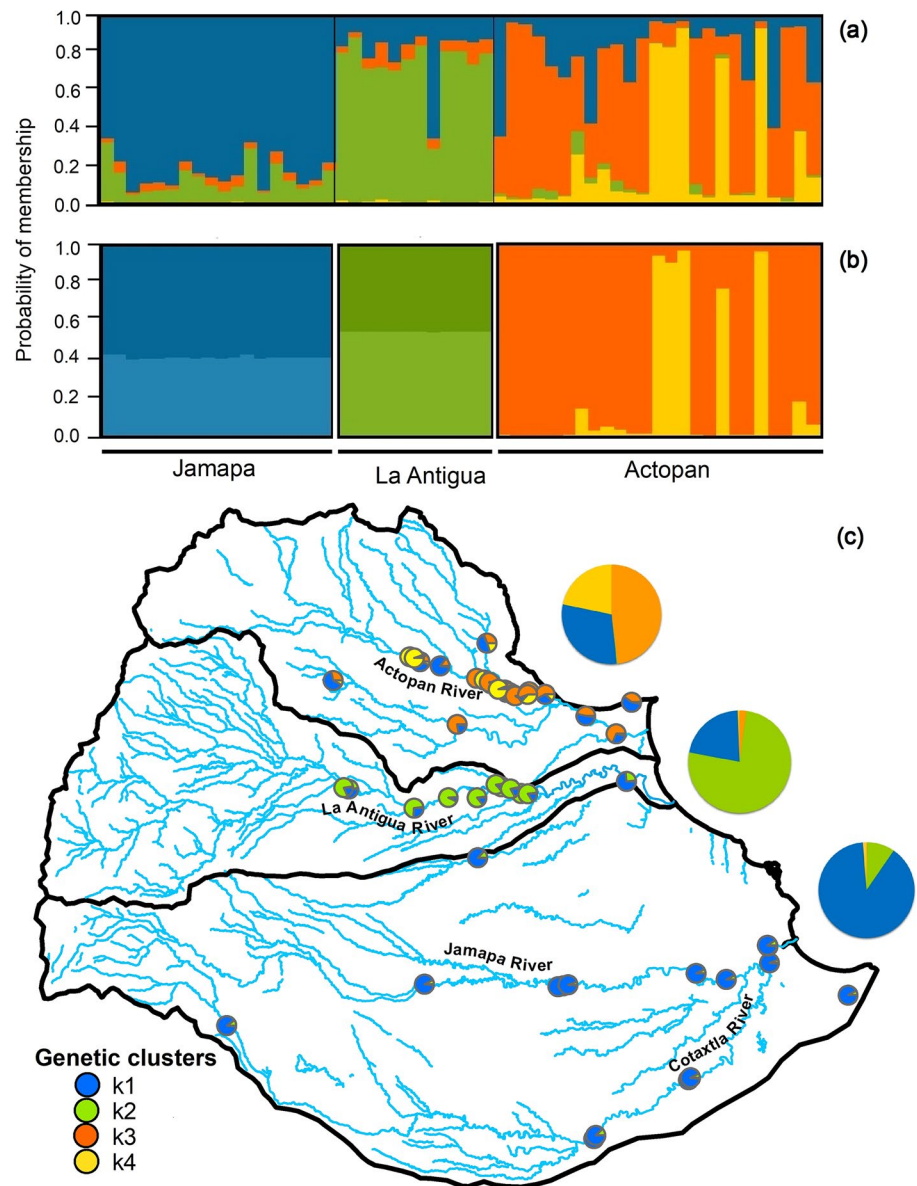 (a)
1.0
0.8
0.6
0.4
0.2
0.0
Probability of membership
(b)
1.0
0.8
0.6
0.4
0.2
0.0
Jamapa
La Antigua
Actopan
(c)
Actopan River
La Antigua River
Jamapa River
Cotaxtla River
Genetic clusters
k1
k2
k3
k4